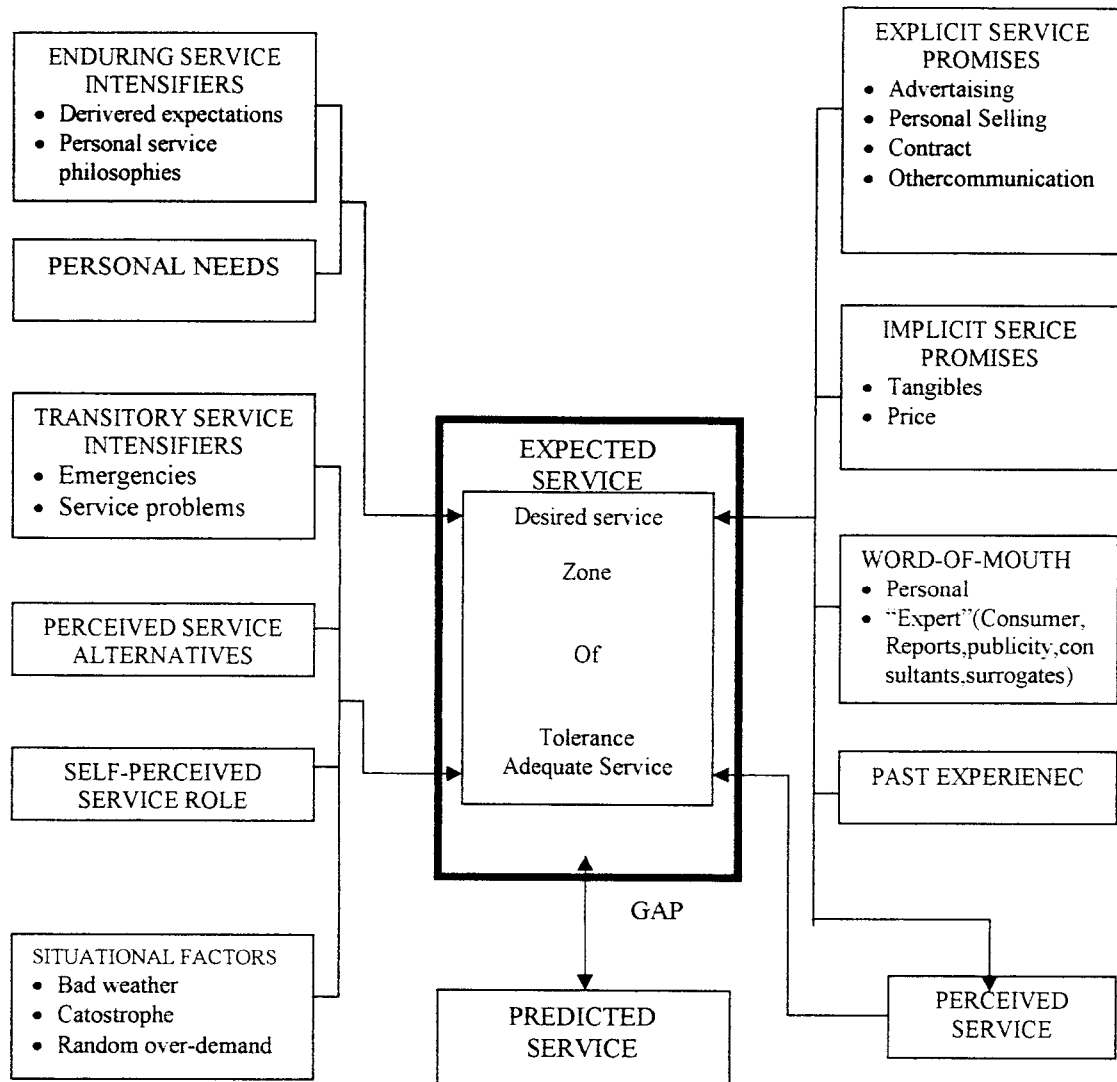 ENDURING SERVICE
INTENSIFIERS
• Derivered expectations
• Personal service
philosophies
PERSONAL NEEDS
TRANSITORY SERVICE
INTENSIFIERS
• Emergencies
• Service problems
PERCEIVED SERVICE
ALTERNATIVES
SELF-PERCEIVED
SERVICE ROLE
SITUATIONAL FACTORS
• Bad weather
• Catostrophe
• Random over-demand
EXPECTED
SERVICE
Desired service
Zone
Of
Tolerance
Adequate Service
GAP
PREDICTED
SERVICE
EXPLICIT SERVICE
PROMISES
• Advertaising
• Personal Selling
• Contract
• Othercommunication
IMPLICIT SERICE
PROMISES
• Tangibles
• Price
WORD-OF-MOUTH
• Personal
• “Expert”(Consumer,
Reports,publicity,con
sultants,surrogates)
PAST EXPERIENEC
PERCEIVED
SERVICE